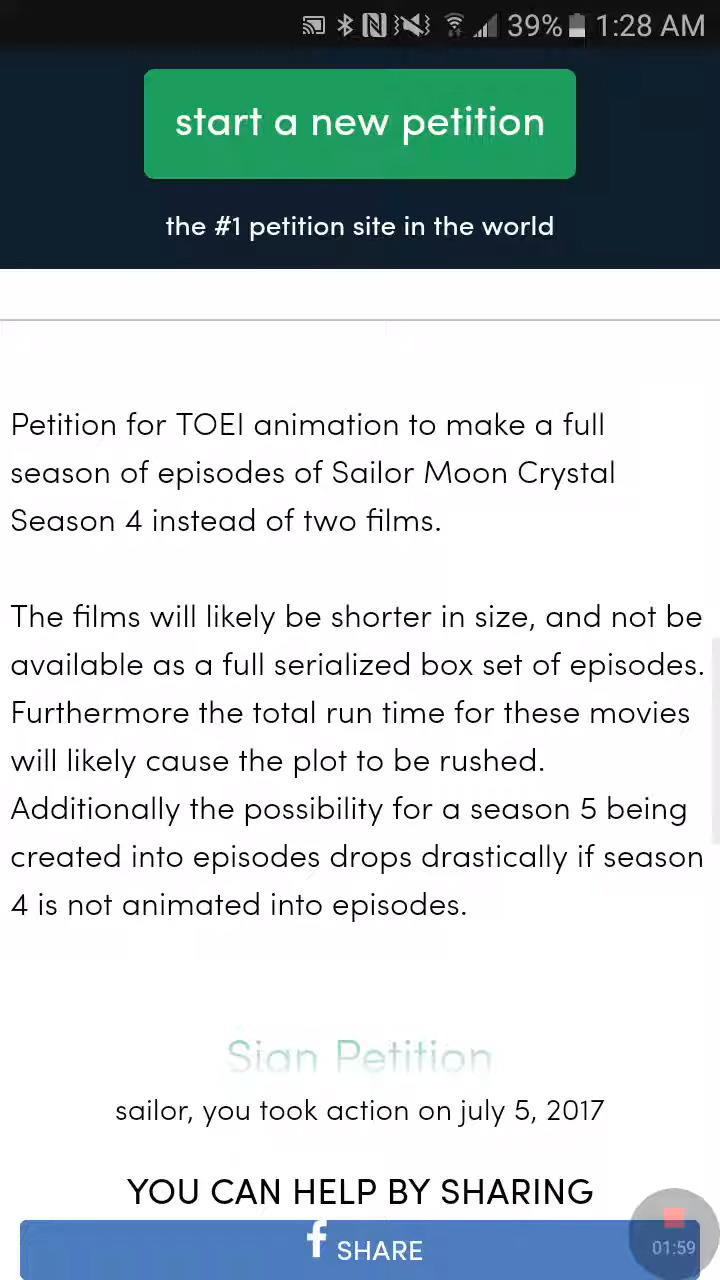 39% 1:28 AM
start a new petition
the #1 petition site in the world
Petition for TOEI animation to make a full
season of episodes of Sailor Moon Crystal
Season 4 instead of two films.
The films will likely be shorter in size, and not be
available as a full serialized box set of episodes.
Furthermore the total run time for these movies
will likely cause the plot to be rushed.
Additionally the possibility for a season 5 being
created into episodes drops drastically if season
4 is not animated into episodes.
Sign Petition
sailor, you took action on july 5, 2017
YOU CAN HELP BY SHARING
f SHARE
01:59